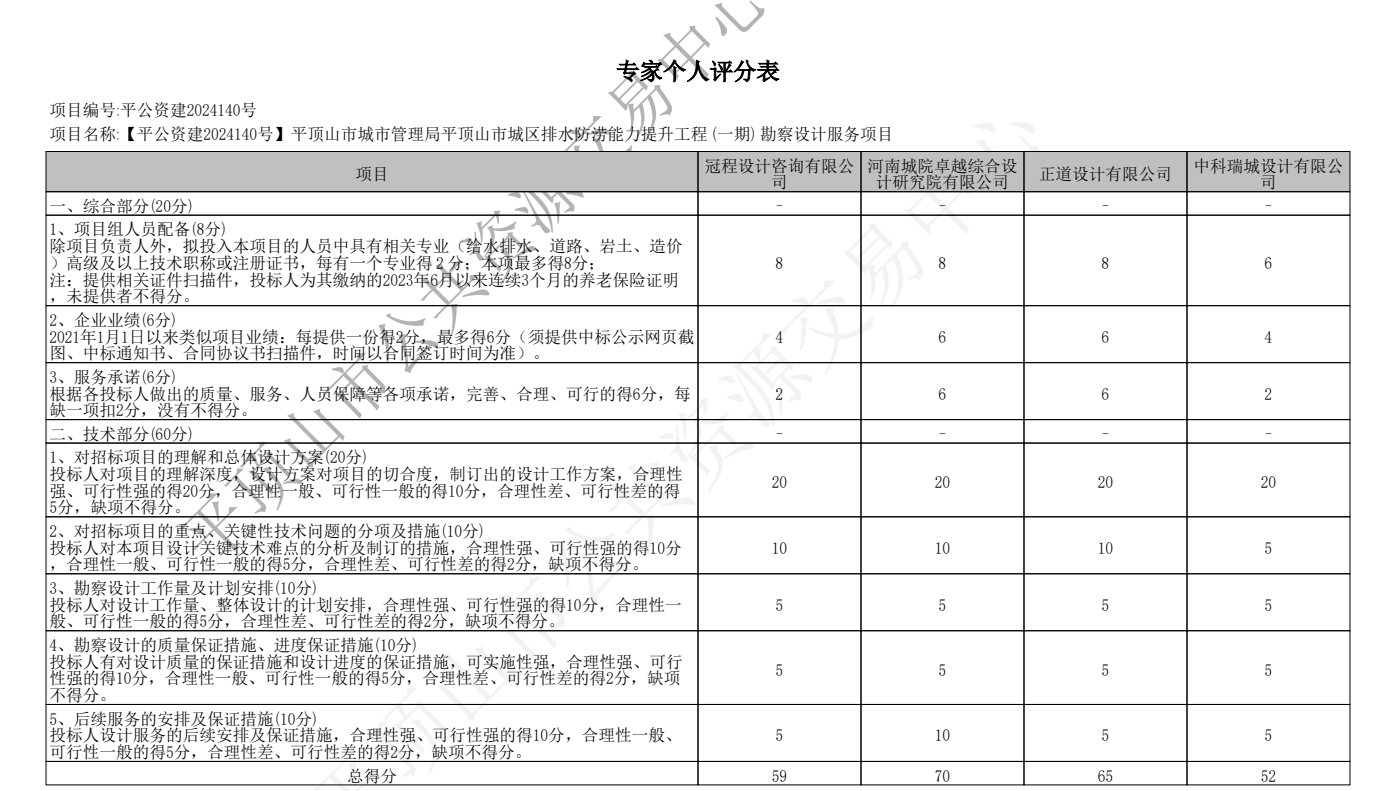 专家个人评分表
项目编号:平公资建2024140号
项目名称:【平公资建2024140号】平顶山市城市管理局平顶山市城区排水防涝能力提升工程(一期)勘察设计服务项目
项目 冠程设计咨询有限公司 河南城院卓越综合设计研究院有限公司 正道设计有限公司 中科瑞城设计有限公司
一、综合部分(20分) - - - -
1、项目组人员配备(8分)
除项目负责人外，拟投入本项目的人员中具有相关专业（给水排水、道路、岩土、造价
）高级及以上技术职称或注册证书，每有一个专业得２分；本项最多得8分；
注：提供相关证件扫描件，投标人为其缴纳的2023年6月以来连续3个月的养老保险证明
，未提供者不得分。
8 8 8 6
2、企业业绩(6分)
2021年1月1日以来类似项目业绩：每提供一份得2分，最多得6分（须提供中标公示网页截
图、中标通知书、合同协议书扫描件，时间以合同签订时间为准）。
4 6 6 4
3、服务承诺(6分)
根据各投标人做出的质量、服务、人员保障等各项承诺，完善、合理、可行的得6分，每
缺一项扣2分，没有不得分。
2 6 6 2
二、技术部分(60分) - - - -
1、对招标项目的理解和总体设计方案(20分)
投标人对项目的理解深度、设计方案对项目的切合度，制订出的设计工作方案，合理性
强、可行性强的得20分，合理性一般、可行性一般的得10分，合理性差、可行性差的得
5分，缺项不得分。
20 20 20 20
2、对招标项目的重点、关键性技术问题的分项及措施(10分)
投标人对本项目设计关键技术难点的分析及制订的措施，合理性强、可行性强的得10分
，合理性一般、可行性一般的得5分，合理性差、可行性差的得2分，缺项不得分。
10 10 10 5
3、勘察设计工作量及计划安排(10分)
投标人对设计工作量、整体设计的计划安排，合理性强、可行性强的得10分，合理性一
般、可行性一般的得5分，合理性差、可行性差的得2分，缺项不得分。
5 5 5 5
4、勘察设计的质量保证措施、进度保证措施(10分)
投标人有对设计质量的保证措施和设计进度的保证措施，可实施性强，合理性强、可行
性强的得10分，合理性一般、可行性一般的得5分，合理性差、可行性差的得2分，缺项
不得分。
5 5 5 5
5、后续服务的安排及保证措施(10分)
投标人设计服务的后续安排及保证措施，合理性强、可行性强的得10分，合理性一般、
可行性一般的得5分，合理性差、可行性差的得2分，缺项不得分。
5 10 5 5
总得分 59 70 65 52
平顶山市公共资源交易中心
平顶山市公共资源交易中心